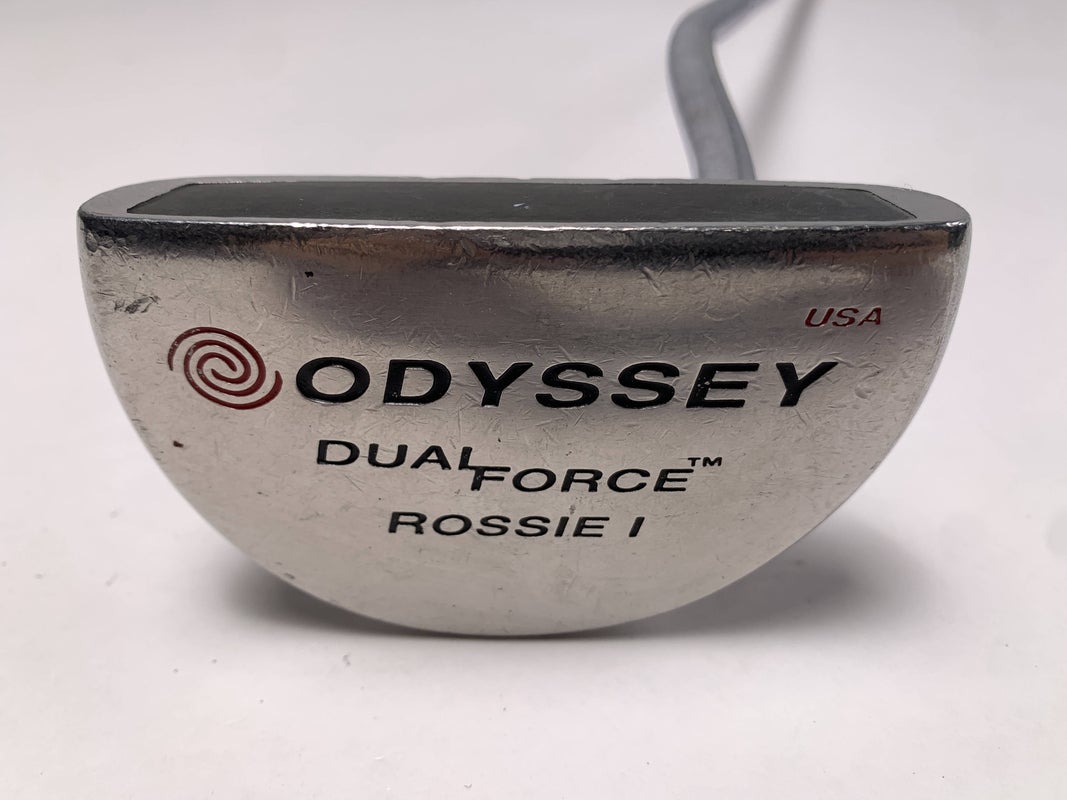 USA
ODYSSEY
DUAL FORCE™
ROSSIE I